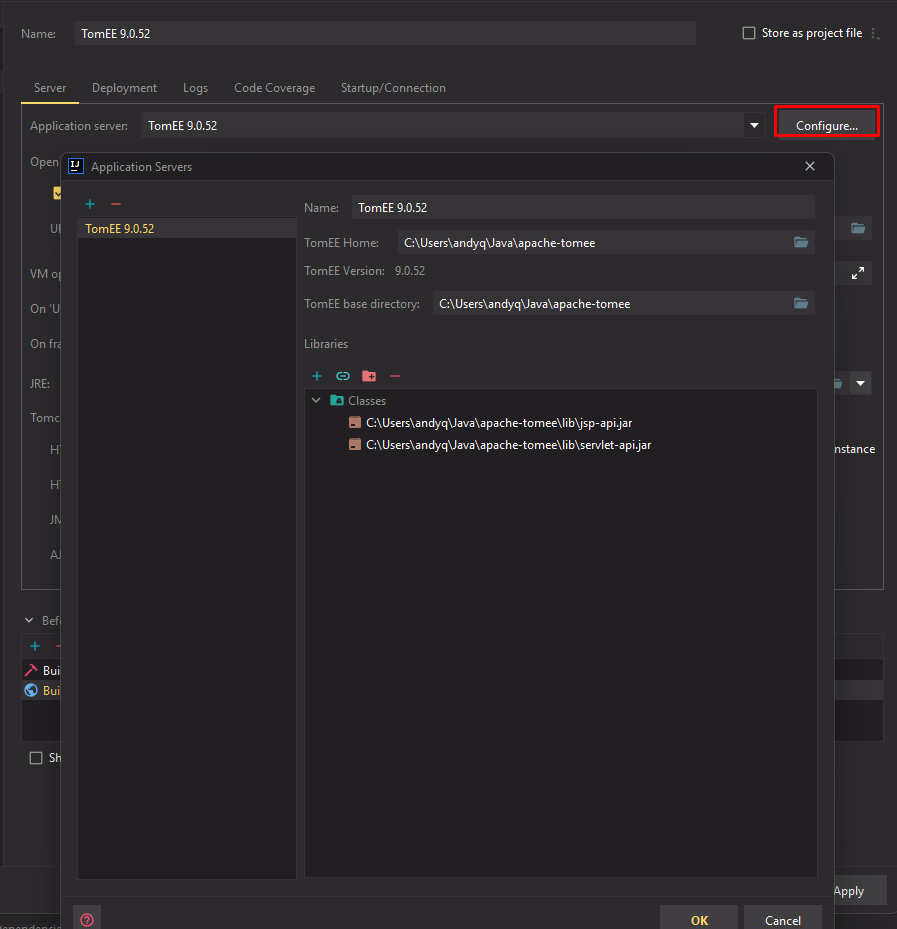 Name: TomEE 9.0.52 Store as project file
Server Deployment Logs Code Coverage Startup/Connection
Application server: TomEE 9.0.52 Configure...
Open
UR
VM op
On 'U
On fra
JRE:
Tomc
HT
HT
JM
AJ
nstance
Befo
Bui
Bui
Sh
Apply
Application Servers
TomEE 9.0.52
Name: TomEE 9.0.52
TomEE Home: C:\Users\andyq\Java\apache-tomee
TomEE Version: 9.0.52
TomEE base directory: C:\Users\andyq\Java\apache-tomee
Libraries
Classes
C:\Users\andyq\Java\apache-tomee\lib\jsp-api.jar
C:\Users\andyq\Java\apache-tomee\lib\servlet-api.jar
OK Cancel